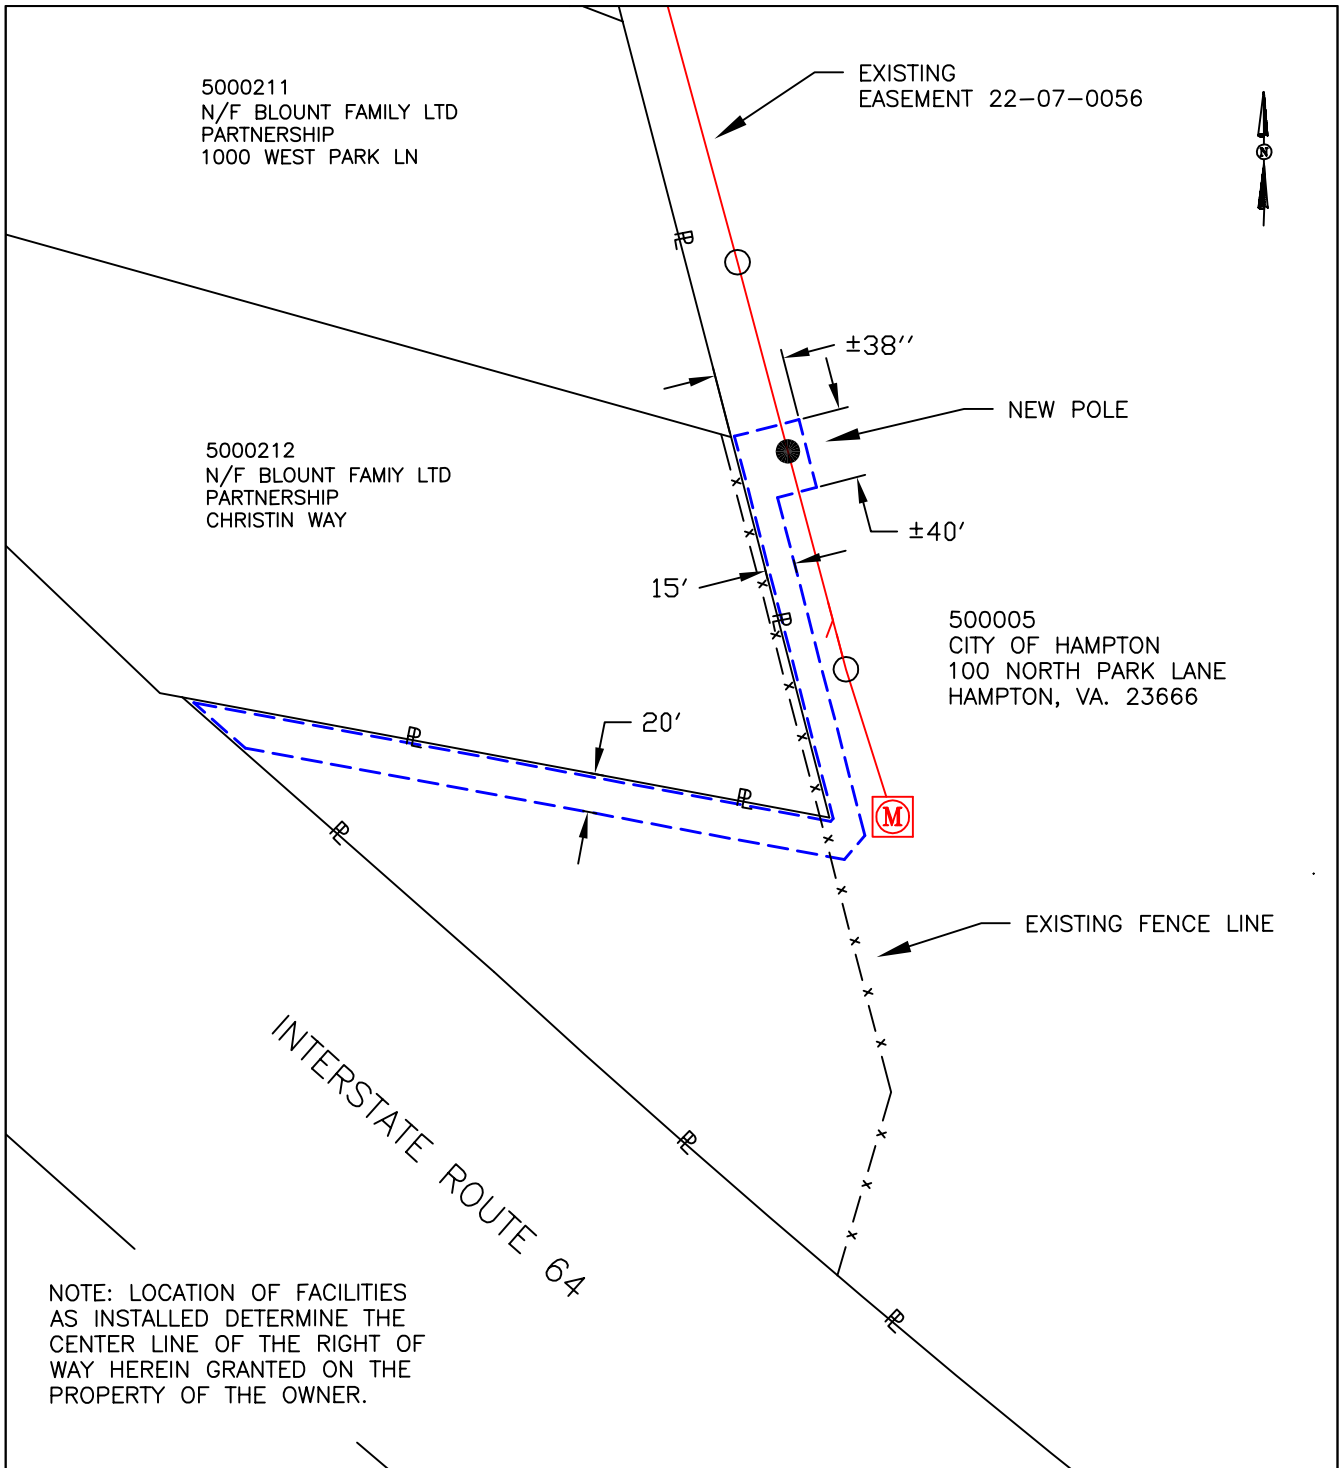 5000211
N/F BLOUNT FAMILY LTD
PARTNERSHIP
1000 WEST PARK LN
EXISTING
EASEMENT 22-07-0056
N
PL
±38''
NEW POLE
5000212
N/F BLOUNT FAMIY LTD
PARTNERSHIP
CHRISTIN WAY
±40'
15'
PL
500005
CITY OF HAMPTON
100 NORTH PARK LANE
HAMPTON, VA. 23666
20'
PL
PL
M
PL
EXISTING FENCE LINE
INTERSTATE ROUTE 64
PL
PL
NOTE: LOCATION OF FACILITIES
AS INSTALLED DETERMINE THE
CENTER LINE OF THE RIGHT OF
WAY HEREIN GRANTED ON THE
PROPERTY OF THE OWNER.